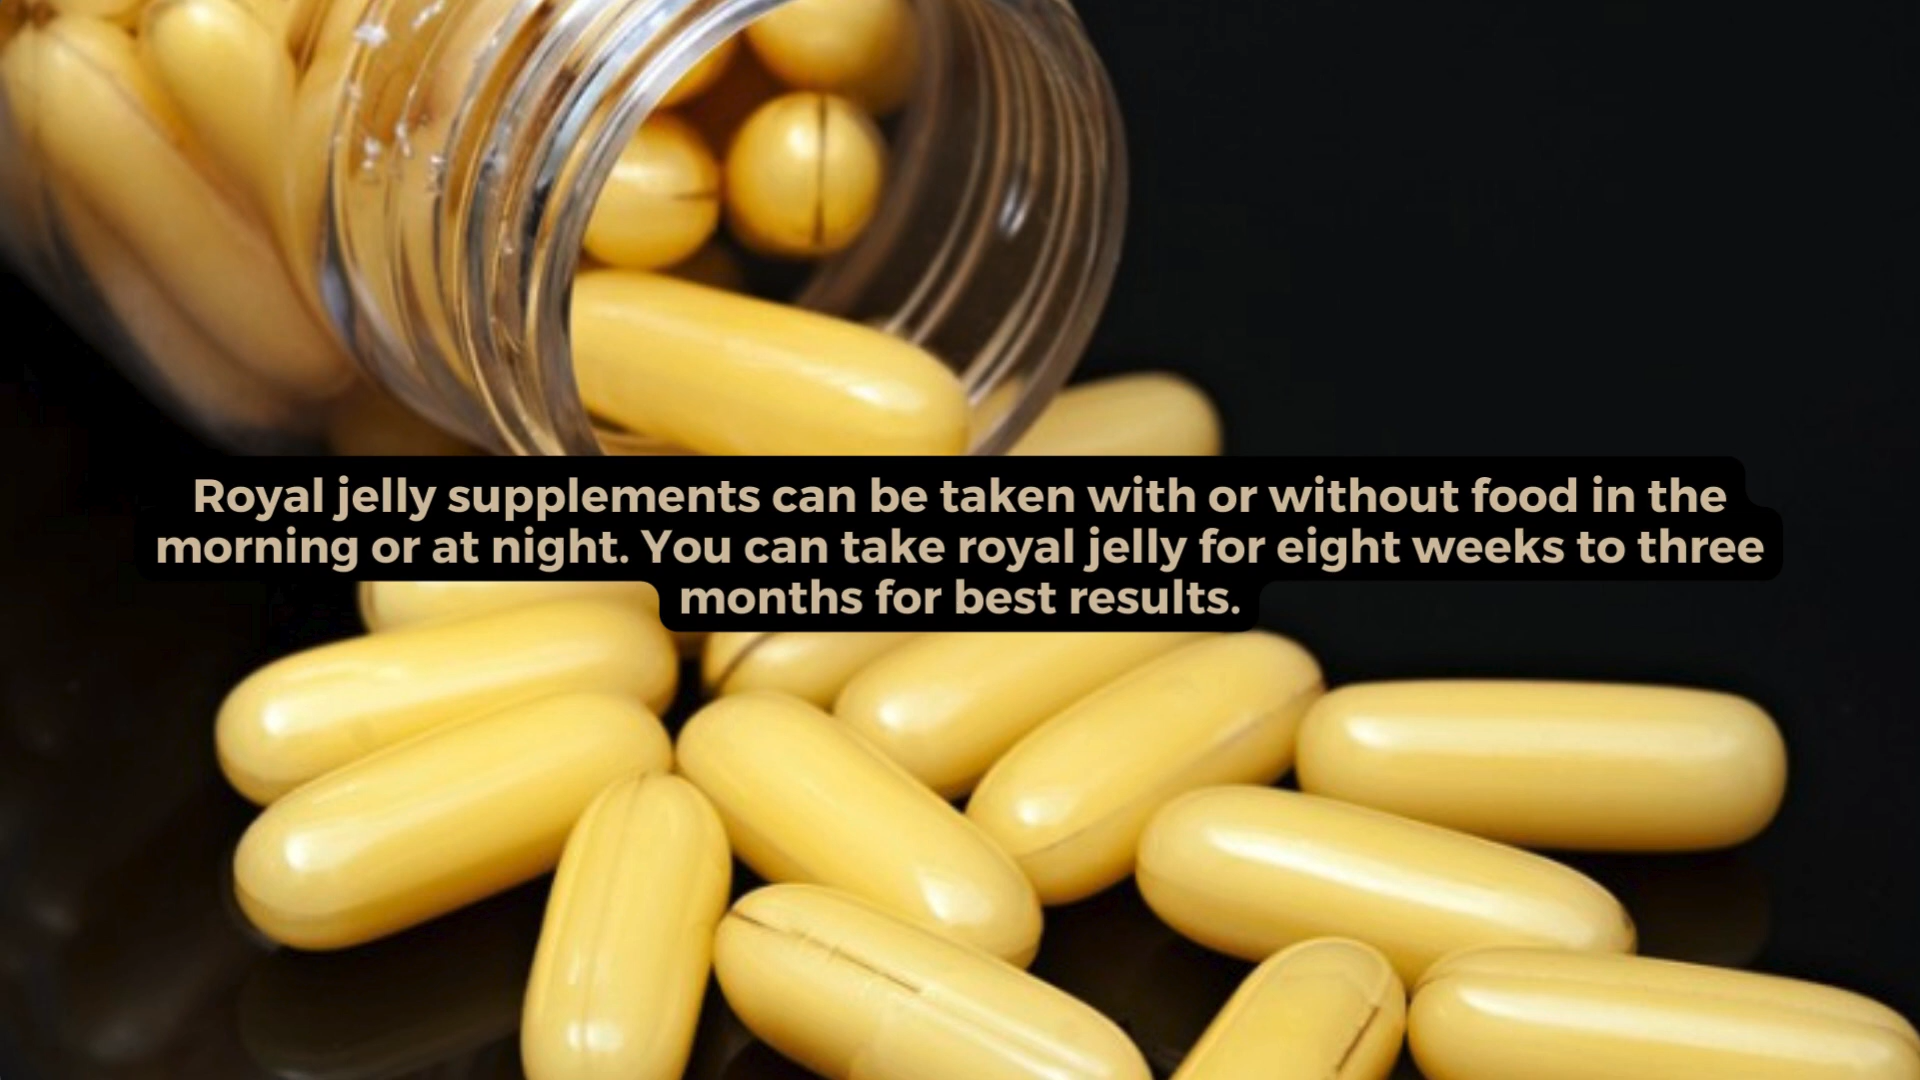 Royal jelly supplements can be taken with or without food in the
morning or at night. You can take royal jelly for eight weeks to three
months for best results.